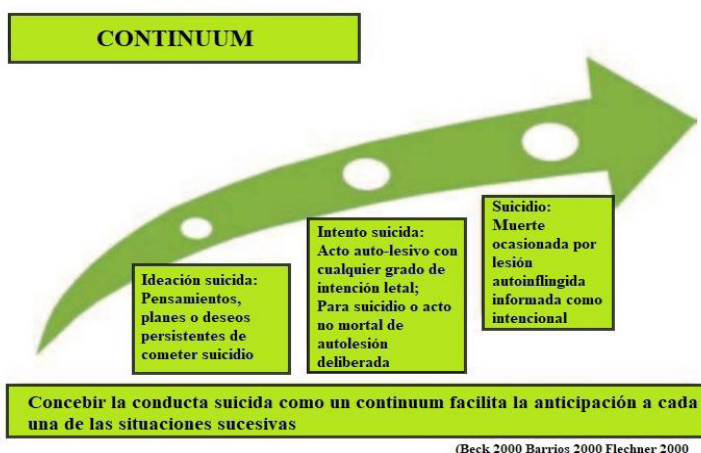 CONTINUUM
Ideación suicida:
Pensamientos,
planes o deseos
persistentes de
cometer suicidio
Intento suicida:
Acto auto-lesivo con
cualquier grado de
intención letal;
Para suicidio o acto
no mortal de
autolesión
deliberada
Suicidio:
Muerte
ocasionada por
lesión
autoinflingida
informada como
intencional
Concebir la conducta suicida como un continuum facilita la anticipación a cada
una de las situaciones sucesivas
(Beck 2000 Barrios 2000 Flechner 2000